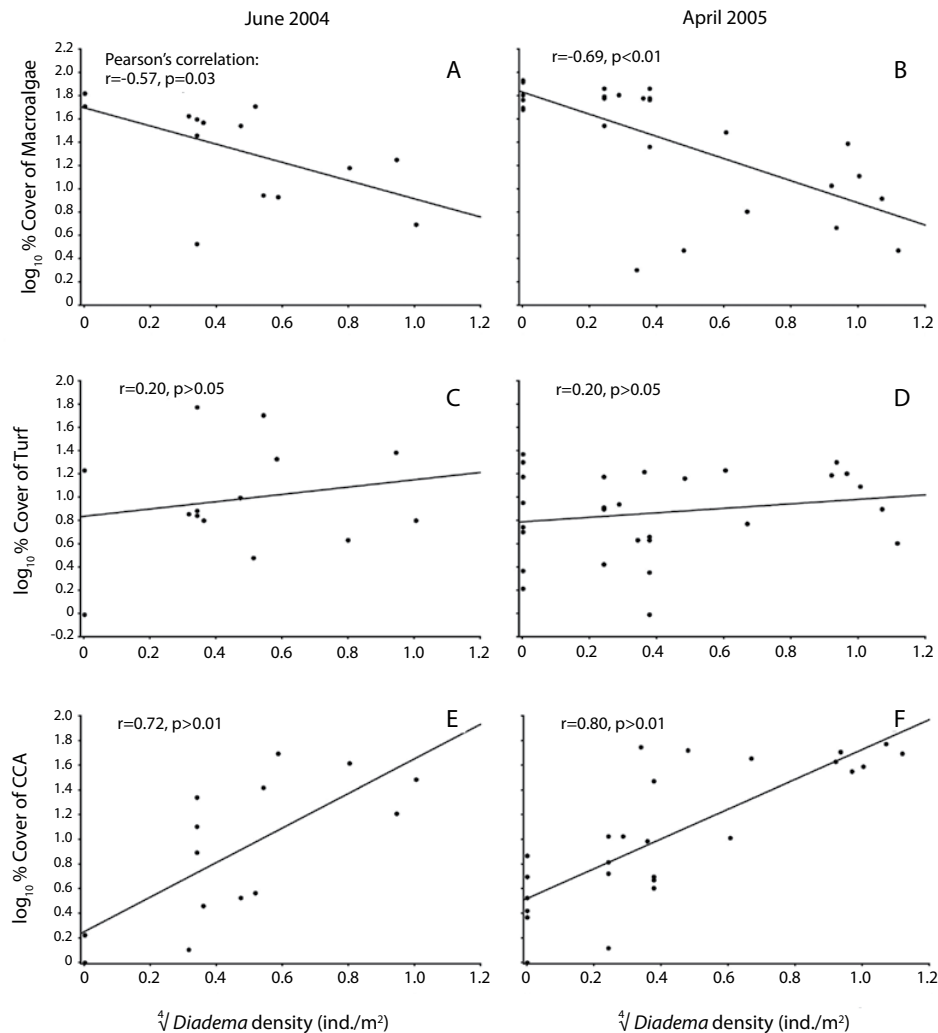 June 2004
April 2005
Pearson's correlation:
r=-0.57, p=0.03
A
log10 % Cover of Macroalgae
2.2
2.0
1.8
1.6
1.4
1.2
1.0
0.8
0.6
0.4
0.2
0
0 0.2 0.4 0.6 0.8 1.0 1.2
r=-0.69, p<0.01
B
0 0.2 0.4 0.6 0.8 1.0 1.2
r=0.20, p>0.05
C
log10% Cover of Turf
2.0
1.8
1.6
1.4
1.2
1.0
0.8
0.6
0.4
0.2
0
-0.2
0 0.2 0.4 0.6 0.8 1.0 1.2
r=0.20, p>0.05
D
0 0.2 0.4 0.6 0.8 1.0 1.2
r=0.72, p>0.01
E
log10 % Cover of CCA
2.0
1.8
1.6
1.4
1.2
1.0
0.8
0.6
0.4
0.2
0
0 0.2 0.4 0.6 0.8 1.0 1.2
∜ Diadema density (ind./m²)
r=0.80, p>0.01
F
0 0.2 0.4 0.6 0.8 1.0 1.2
∜ Diadema density (ind./m²)